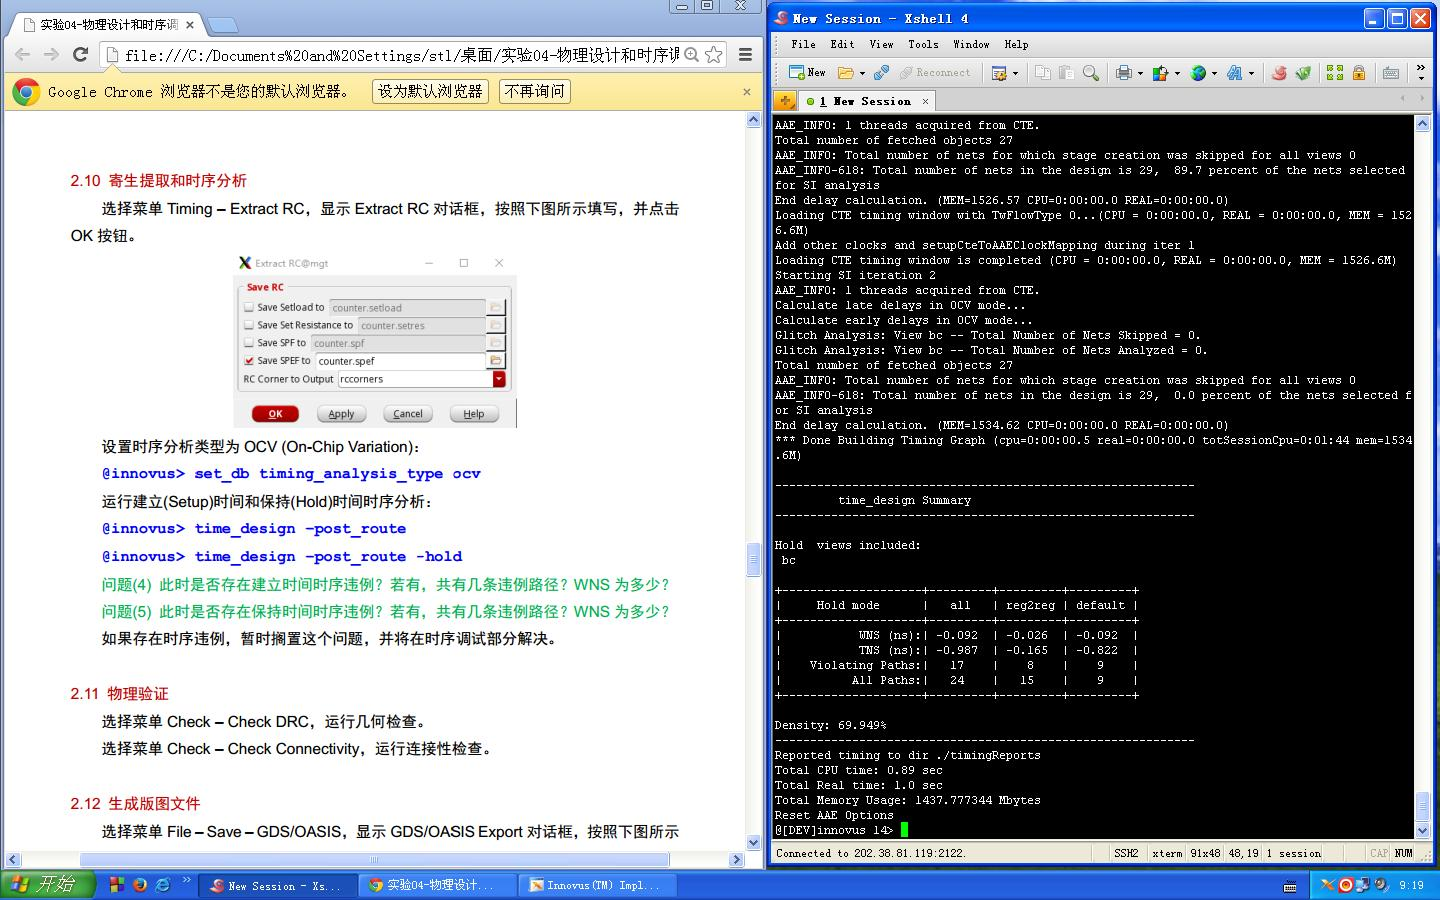 实验04-物理设计和时序调
file:///C:/Documents%20and%20Settings/stl/桌面/实验04-物理设计和时序调
Google Chrome 浏览器不是您的默认浏览器。 设为默认浏览器 不再询问
2.10 寄生提取和时序分析
选择菜单 Timing – Extract RC，显示 Extract RC 对话框，按照下图所示填写，并点击
OK 按钮。
Extract RC@mgt
Save RC
Save Setload to counter.setload
Save Set Resistance to counter.setres
Save SPF to counter.spf
Save SPEF to counter.spef
RC Corner to Output rccorners
OK Apply Cancel Help
设置时序分析类型为 OCV (On-Chip Variation)：
@innovus> set_db timing_analysis_type ocv
运行建立(Setup)时间和保持(Hold)时间时序分析：
@innovus> time_design –post_route
@innovus> time_design –post_route -hold
问题(4) 此时是否存在建立时间时序违例？若有，共有几条违例路径？WNS 为多少？
问题(5) 此时是否存在保持时间时序违例？若有，共有几条违例路径？WNS 为多少？
如果存在时序违例，暂时搁置这个问题，并将在时序调试部分解决。
2.11 物理验证
选择菜单 Check – Check DRC，运行几何检查。
选择菜单 Check – Check Connectivity，运行连接性检查。
2.12 生成版图文件
选择菜单 File – Save – GDS/OASIS，显示 GDS/OASIS Export 对话框，按照下图所示
New Session - Xshell 4
File Edit View Tools Window Help
New Reconnect
1 New Session
AAE_INFO: 1 threads acquired from CTE.
Total number of fetched objects 27
AAE_INFO: Total number of nets for which stage creation was skipped for all views 0
AAE_INFO-618: Total number of nets in the design is 29,  89.7 percent of the nets selected
for SI analysis
End delay calculation. (MEM=1526.57 CPU=0:00:00.0 REAL=0:00:00.0)
Loading CTE timing window with TwFlowType 0...(CPU = 0:00:00.0, REAL = 0:00:00.0, MEM = 152
6.6M)
Add other clocks and setupCteToAAEClockMapping during iter 1
Loading CTE timing window is completed (CPU = 0:00:00.0, REAL = 0:00:00.0, MEM = 1526.6M)
Starting SI iteration 2
AAE_INFO: 1 threads acquired from CTE.
Calculate late delays in OCV mode...
Calculate early delays in OCV mode...
Glitch Analysis: View bc -- Total Number of Nets Skipped = 0.
Glitch Analysis: View bc -- Total Number of Nets Analyzed = 0.
Total number of fetched objects 27
AAE_INFO: Total number of nets for which stage creation was skipped for all views 0
AAE_INFO-618: Total number of nets in the design is 29,  0.0 percent of the nets selected f
or SI analysis
End delay calculation. (MEM=1534.62 CPU=0:00:00.0 REAL=0:00:00.0)
*** Done Building Timing Graph (cpu=0:00:00.5 real=0:00:00.0 totSessionCpu=0:01:44 mem=1534
.6M)
------------------------------------------------------------
time_design Summary
------------------------------------------------------------
Hold  views included:
bc
+--------------------+---------+---------+---------+
|     Hold mode      |   all   | reg2reg | default |
+--------------------+---------+---------+---------+
|           WNS (ns):| -0.092  | -0.026  | -0.092  |
|           TNS (ns):| -0.987  | -0.165  | -0.822  |
|    Violating Paths:|   17    |    8    |    9    |
|          All Paths:|   24    |   15    |    9    |
+--------------------+---------+---------+---------+
Density: 69.949%
------------------------------------------------------------
Reported timing to dir ./timingReports
Total CPU time: 0.89 sec
Total Real time: 1.0 sec
Total Memory Usage: 1437.777344 Mbytes
Reset AAE Options
@[DEV]innovus 14>
Connected to 202.38.81.119:2122. SSH2 xterm 91x48 48,19 1 session CAP NUM
开始 New Session - Xs... 实验04-物理设计... Innovus(TM) Impl... 9:19